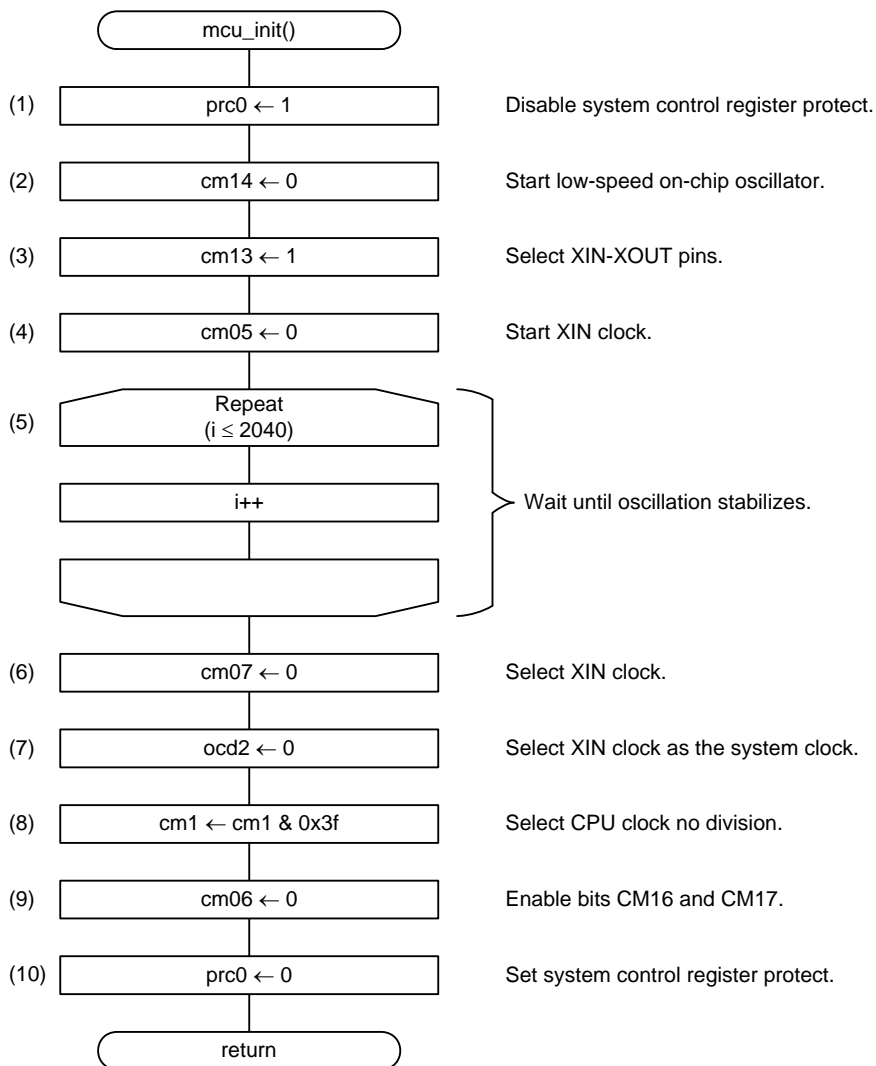 mcu_init()
(1) prc0 ← 1 Disable system control register protect.
(2) cm14 ← 0 Start low-speed on-chip oscillator.
(3) cm13 ← 1 Select XIN-XOUT pins.
(4) cm05 ← 0 Start XIN clock.
(5) Repeat
(i ≤ 2040)
i++ Wait until oscillation stabilizes.
(6) cm07 ← 0 Select XIN clock.
(7) ocd2 ← 0 Select XIN clock as the system clock.
(8) cm1 ← cm1 & 0x3f Select CPU clock no division.
(9) cm06 ← 0 Enable bits CM16 and CM17.
(10) prc0 ← 0 Set system control register protect.
return